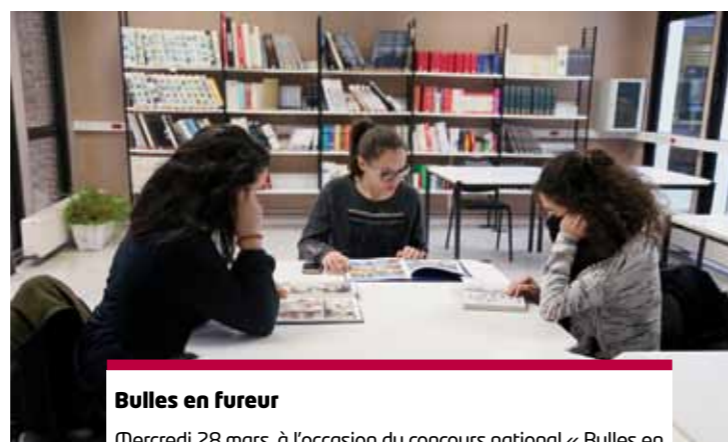 Bulles en fureur
Mercredi 28 mars, à l'occasion du concours national « Bulles en